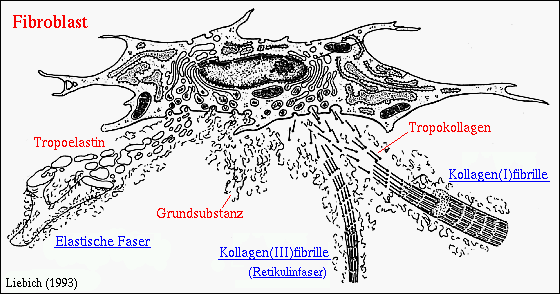 Fibroblast
Tropoelastin
Tropokollagen
Kollagen(I)fibrille
Grundsubstanz
Elastische Faser
Kollagen(III)fibrille
(Retikulinfaser)
Liebich (1993)